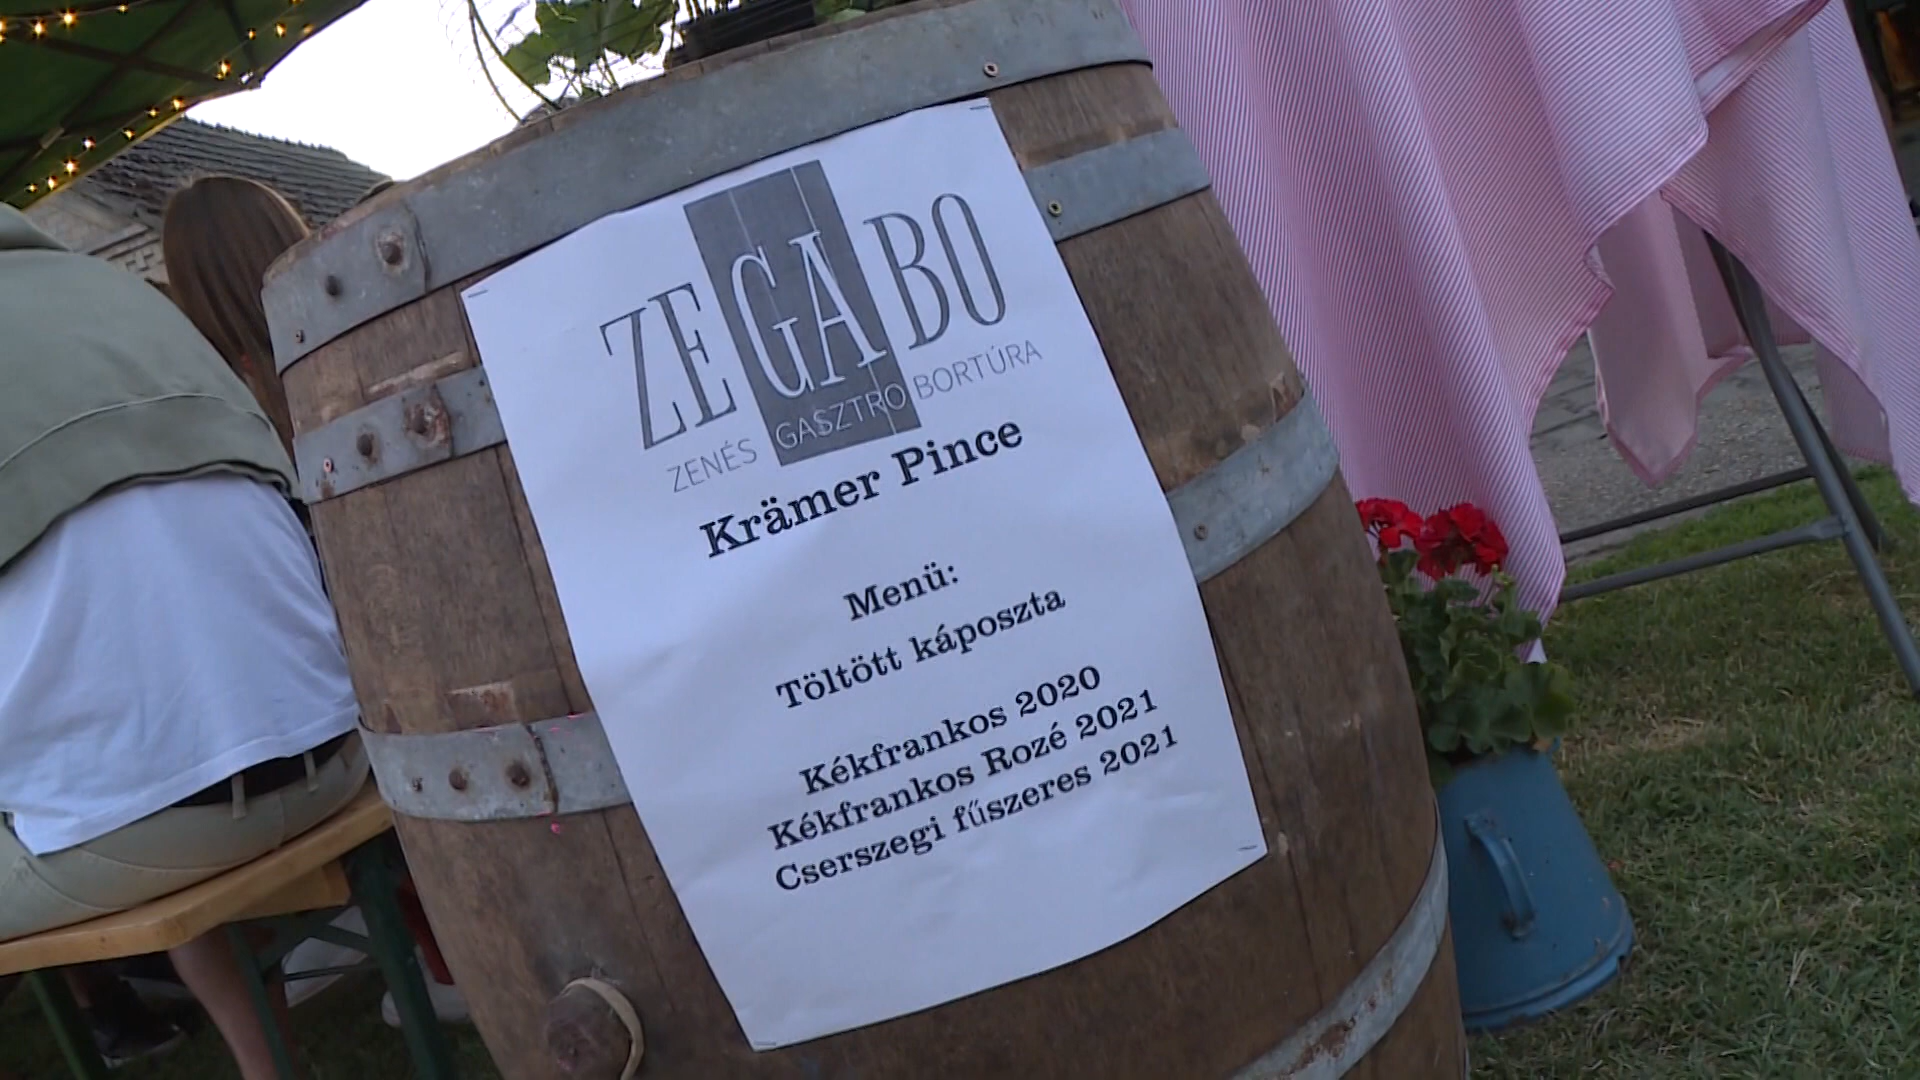 ZEGABO
ZENÉS GASZTRO BORTÚRA
Krämer Pince
Menü:
Töltött káposzta
Kékfrankos 2020
Kékfrankos Rozé 2021
Cserszegi fűszeres 2021